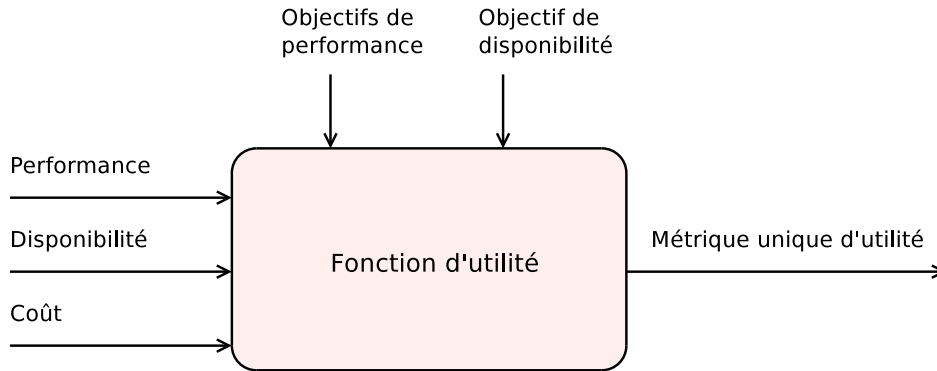 Objectifs de
performance
Objectif de
disponibilité
Performance
Disponibilité
Coût
Fonction d'utilité
Métrique unique d'utilité